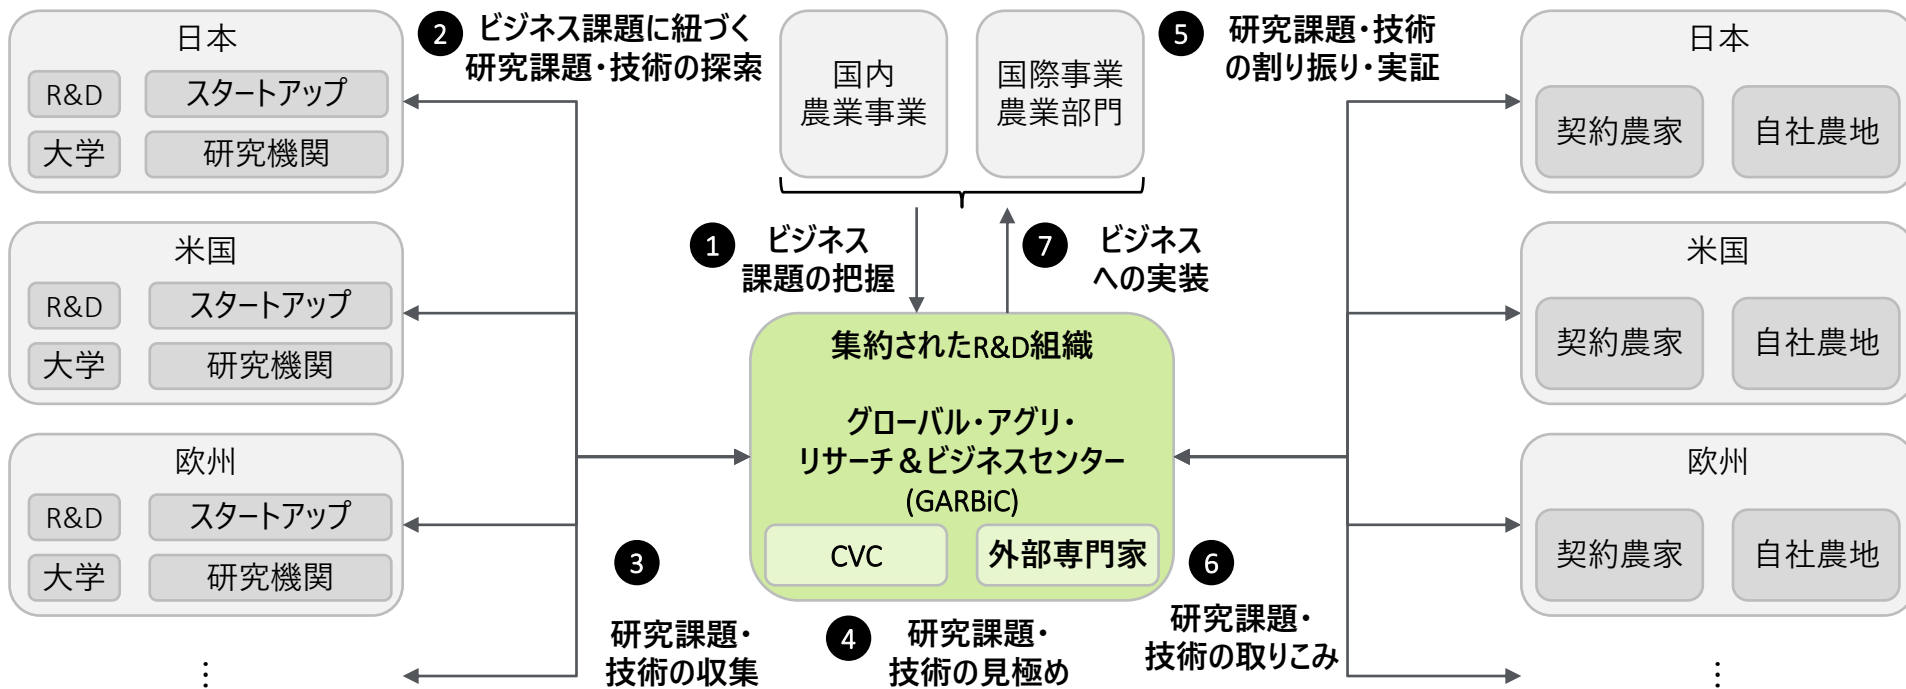 日本
R&D
スタートアップ
大学
研究機関
米国
R&D
スタートアップ
大学
研究機関
欧州
R&D
スタートアップ
大学
研究機関
⋮
2
ビジネス課題に紐づく
研究課題・技術の探索
国内
農業事業
国際事業
農業部門
1
ビジネス
課題の把握
7
ビジネス
への実装
集約されたR&D組織
グローバル・アグリ・
リサーチ＆ビジネスセンター
(GARBiC)
CVC
外部専門家
3
研究課題・
技術の収集
4
研究課題・
技術の見極め
5
研究課題・技術
の割り振り・実証
6
研究課題・
技術の取りこみ
日本
契約農家
自社農地
米国
契約農家
自社農地
欧州
契約農家
自社農地
⋮